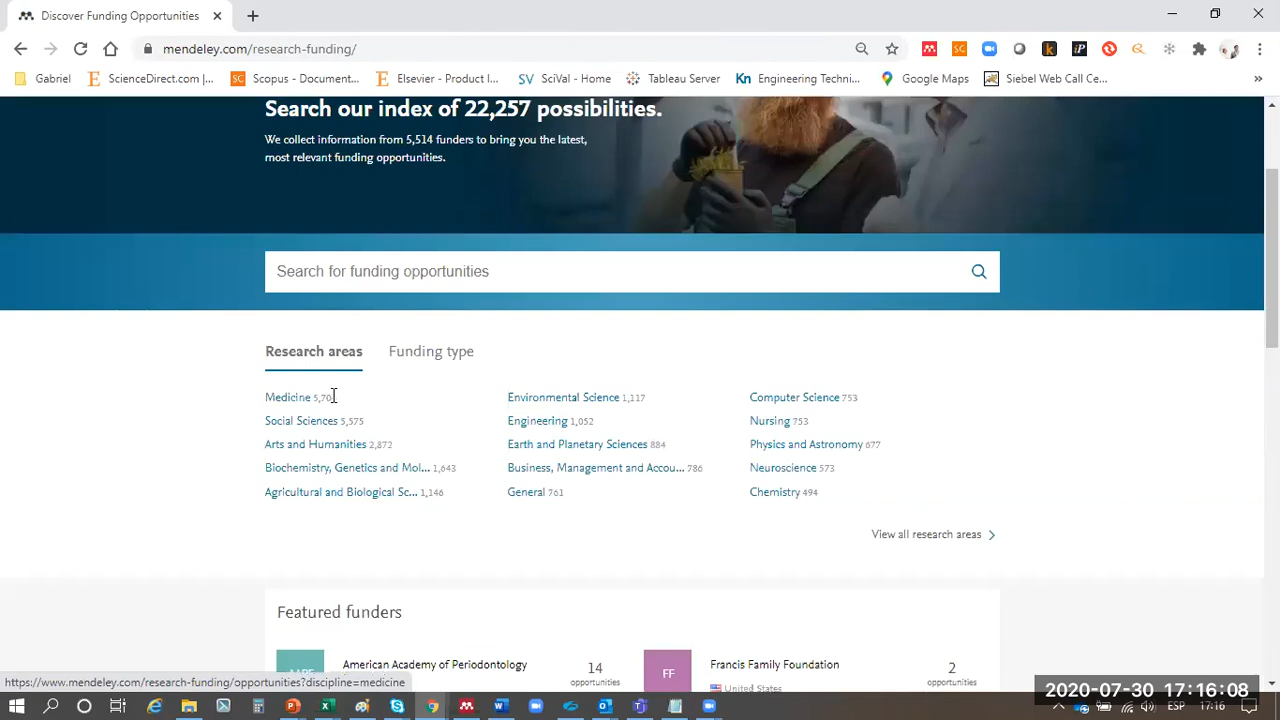 Discover Funding Opportunities
mendeley.com/research-funding/
Gabriel
ScienceDirect.com |...
Scopus - Documen...
Elsevier - Product I...
SciVal - Home
Tableau Server
Engineering Techni...
Google Maps
Siebel Web Call Ce...
»
Search our index of 22,257 possibilities.
We collect information from 5,514 funders to bring you the latest,
most relevant funding opportunities.
Search for funding opportunities
Research areas Funding type
Medicine
Social Sciences 5,575
Arts and Humanities 2,872
Biochemistry, Genetics and Mol... 1,643
Agricultural and Biological Sc... 1,146
Environmental Science 1,117
Engineering 1,052
Earth and Planetary Sciences 884
Business, Management and Accou... 786
General 761
Computer Science 753
Nursing 753
Physics and Astronomy 677
Neuroscience 573
Chemistry 494
View all research areas
Featured funders
American Academy of Periodontology
14
opportunities
FF
Francis Family Foundation
United States
2
opportunities
https://www.mendeley.com/research-funding/opportunities?discipline=medicine
2020-07-30 17:16:08
ESP 17:16